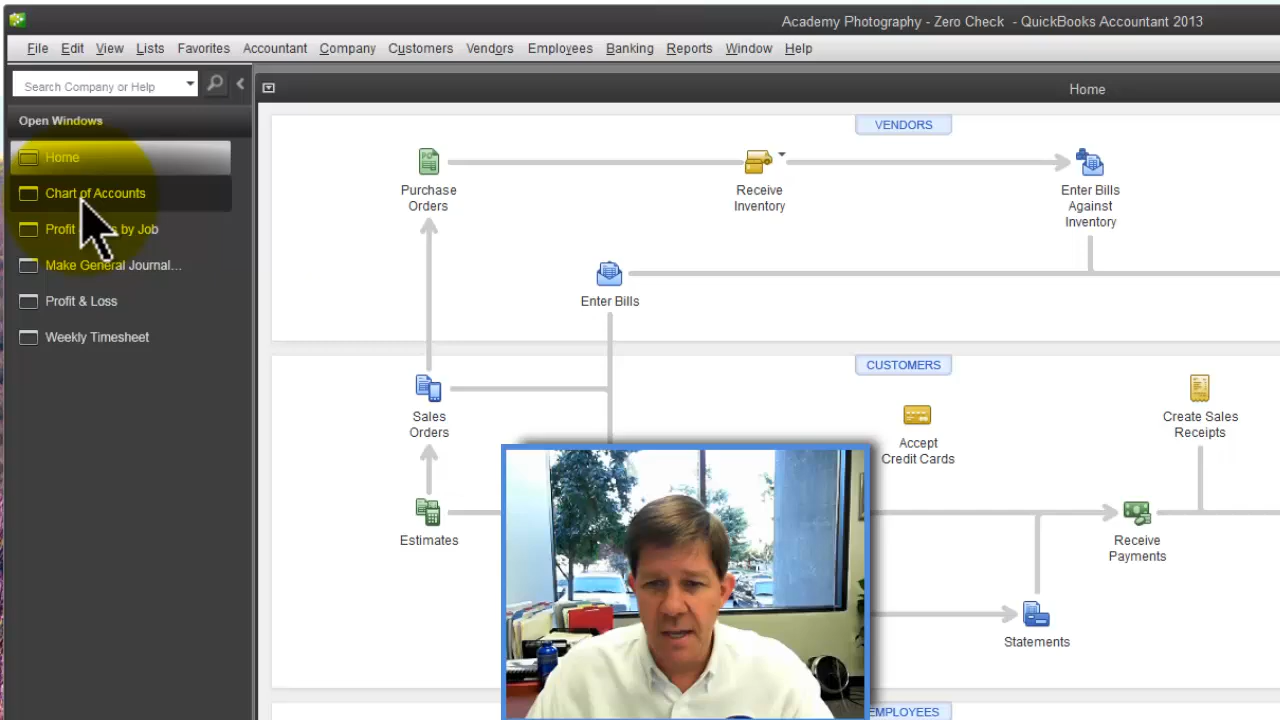 Academy Photography - Zero Check - QuickBooks Accountant 2013
File Edit View Lists Favorites Accountant Company Customers Vendors Employees Banking Reports Window Help
Search Company or Help
Home
Open Windows
Home
Chart of Accounts
Profit by Job
Make General Journal...
Profit & Loss
Weekly Timesheet
VENDORS
Purchase
Orders
Receive
Inventory
Enter Bills
Against
Inventory
Enter Bills
CUSTOMERS
Sales
Orders
Accept
Credit Cards
Create Sales
Receipts
Estimates
Receive
Payments
Statements
EMPLOYEES